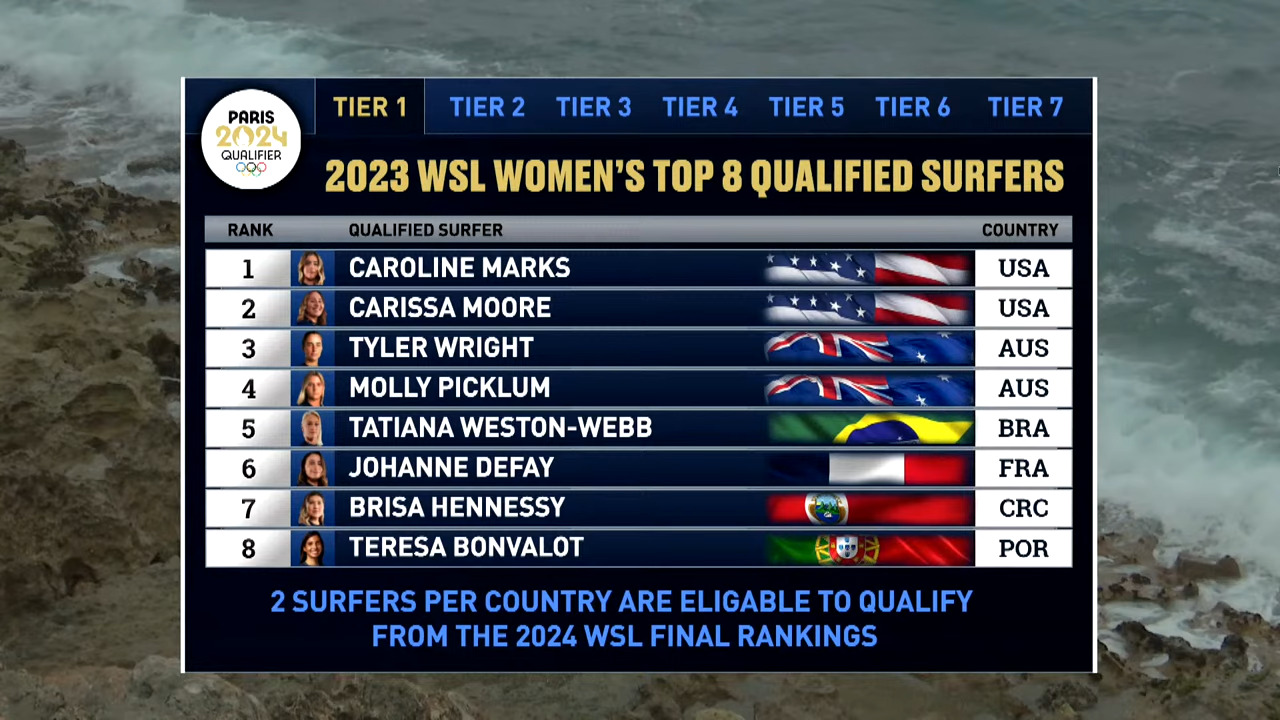 PARIS
2024
QUALIFIER
TIER 1 TIER 2 TIER 3 TIER 4 TIER 5 TIER 6 TIER 7
2023 WSL WOMEN'S TOP 8 QUALIFIED SURFERS
RANK QUALIFIED SURFER COUNTRY
1 CAROLINE MARKS USA
2 CARISSA MOORE USA
3 TYLER WRIGHT AUS
4 MOLLY PICKLUM AUS
5 TATIANA WESTON-WEBB BRA
6 JOHANNE DEFAY FRA
7 BRISA HENNESSY CRC
8 TERESA BONVALOT POR
2 SURFERS PER COUNTRY ARE ELIGABLE TO QUALIFY
FROM THE 2024 WSL FINAL RANKINGS